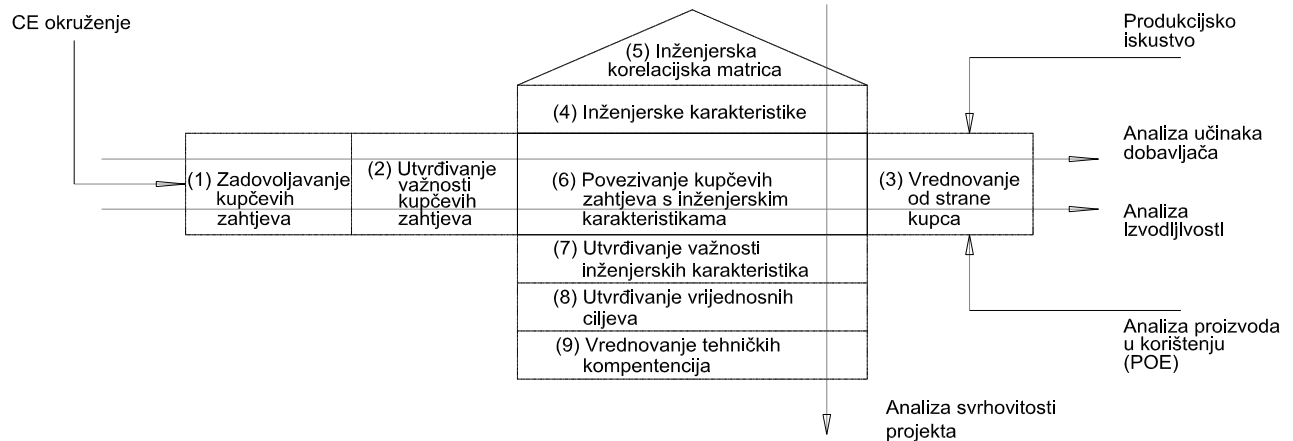 CE okruženje
(5) Inženjerska
korelacijska matrica
(4) Inženjerske karakteristike
(1) Zadovoljavanje
kupčevih
zahtjeva
(2) Utvrđivanje
važnosti
kupčevih
zahtjeva
(6) Povezivanje kupčevih
zahtjeva s inženjerskim
karakteristikama
(3) Vrednovanje
od strane
kupca
(7) Utvrđivanje važnosti
inženjerskih karakteristika
(8) Utvrđivanje vrijednosnih
ciljeva
(9) Vrednovanje tehničkih
kompentencija
Produkcijsko
iskustvo
Analiza učinaka
dobavljača
Analiza
Izvodljlvostl
Analiza proizvoda
u korištenju
(POE)
Analiza svrhovitosti
projekta